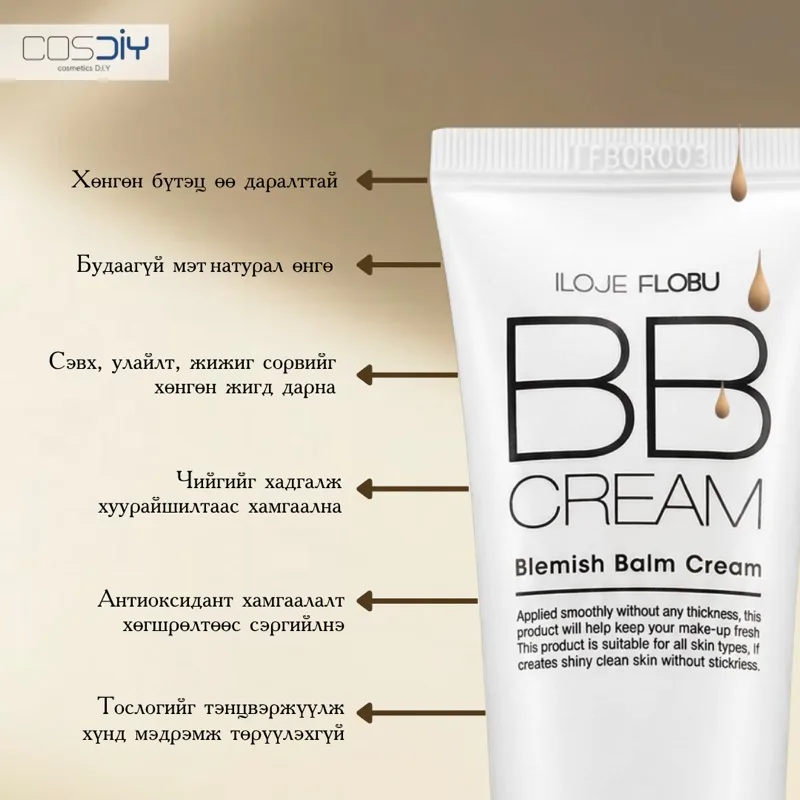 COSDIY
cosmetics D.I.Y
Хөнгөн бүтэц өө даралттай
Будаагүй мэт натурал өнгө
Сэвх, улайлт, жижиг сорвийг
хөнгөн жигд дарна
Чийгийг хадгалж
хуурайшилтаас хамгаална
Антиоксидант хамгаалалт
хөгшрөлтөөс сэргийлнэ
Тослогийг тэнцвэржүүлж
хүнд мэдрэмж төрүүлэхгүй
IFBOR003
ILOJE FLOBU
BB
CREAM
Blemish Balm Cream
Applied smoothly without any thickness, this
product will help keep your make-up fresh
This product is suitable for all skin types, If
creates shiny clean skin without stickriess.